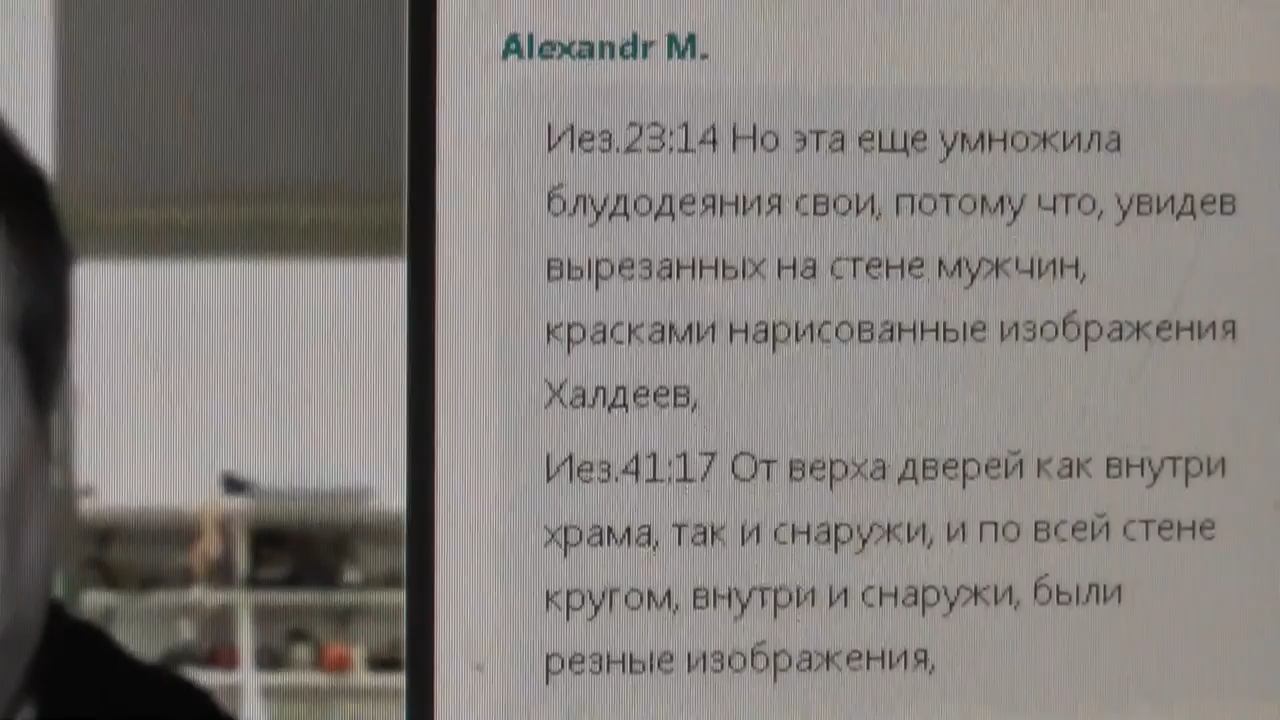 Alexandr M.
Иез.23:14 Но эта еще умножила
блудодеяния свои, потому что, увидев
вырезанных на стене мужчин,
красками нарисованные изображения
Халдеев,
Иез.41:17 От верха дверей как внутри
храма, так и снаружи, и по всей стене
кругом, внутри и снаружи, были
резные изображения,